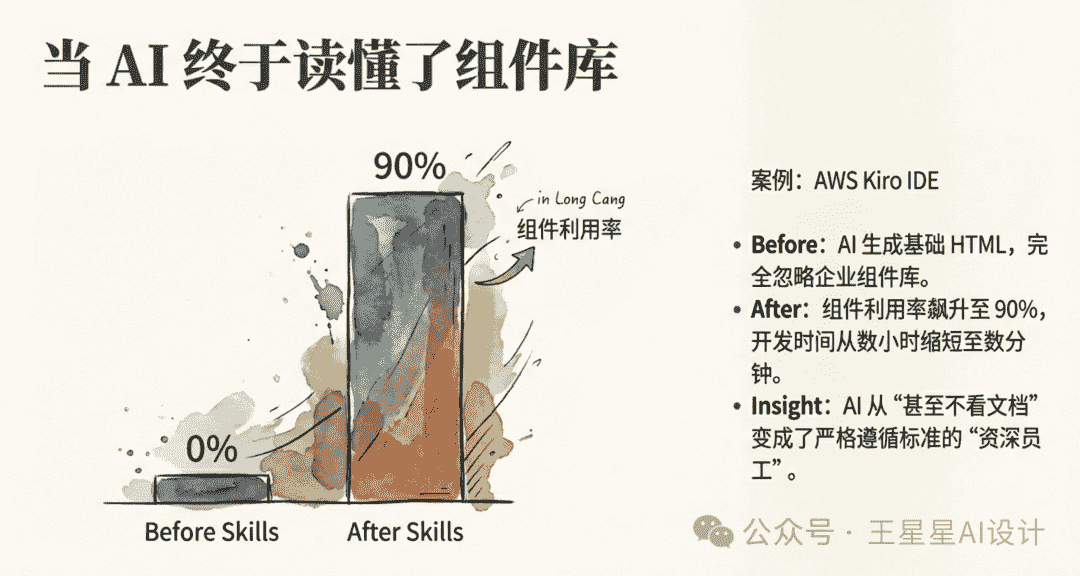 当 AI 终于读懂了组件库
90%
in Long Cang
组件利用率
0%
Before Skills
After Skills
案例：AWS Kiro IDE
• Before：AI 生成基础 HTML，完
全忽略企业组件库。
• After：组件利用率飙升至 90%，
开发时间从数小时缩短至数分
钟。
• Insight：AI 从 “甚至不看文档”
变成了严格遵循标准的 “资深员
工” 。
公众号 · 王星星AI设计